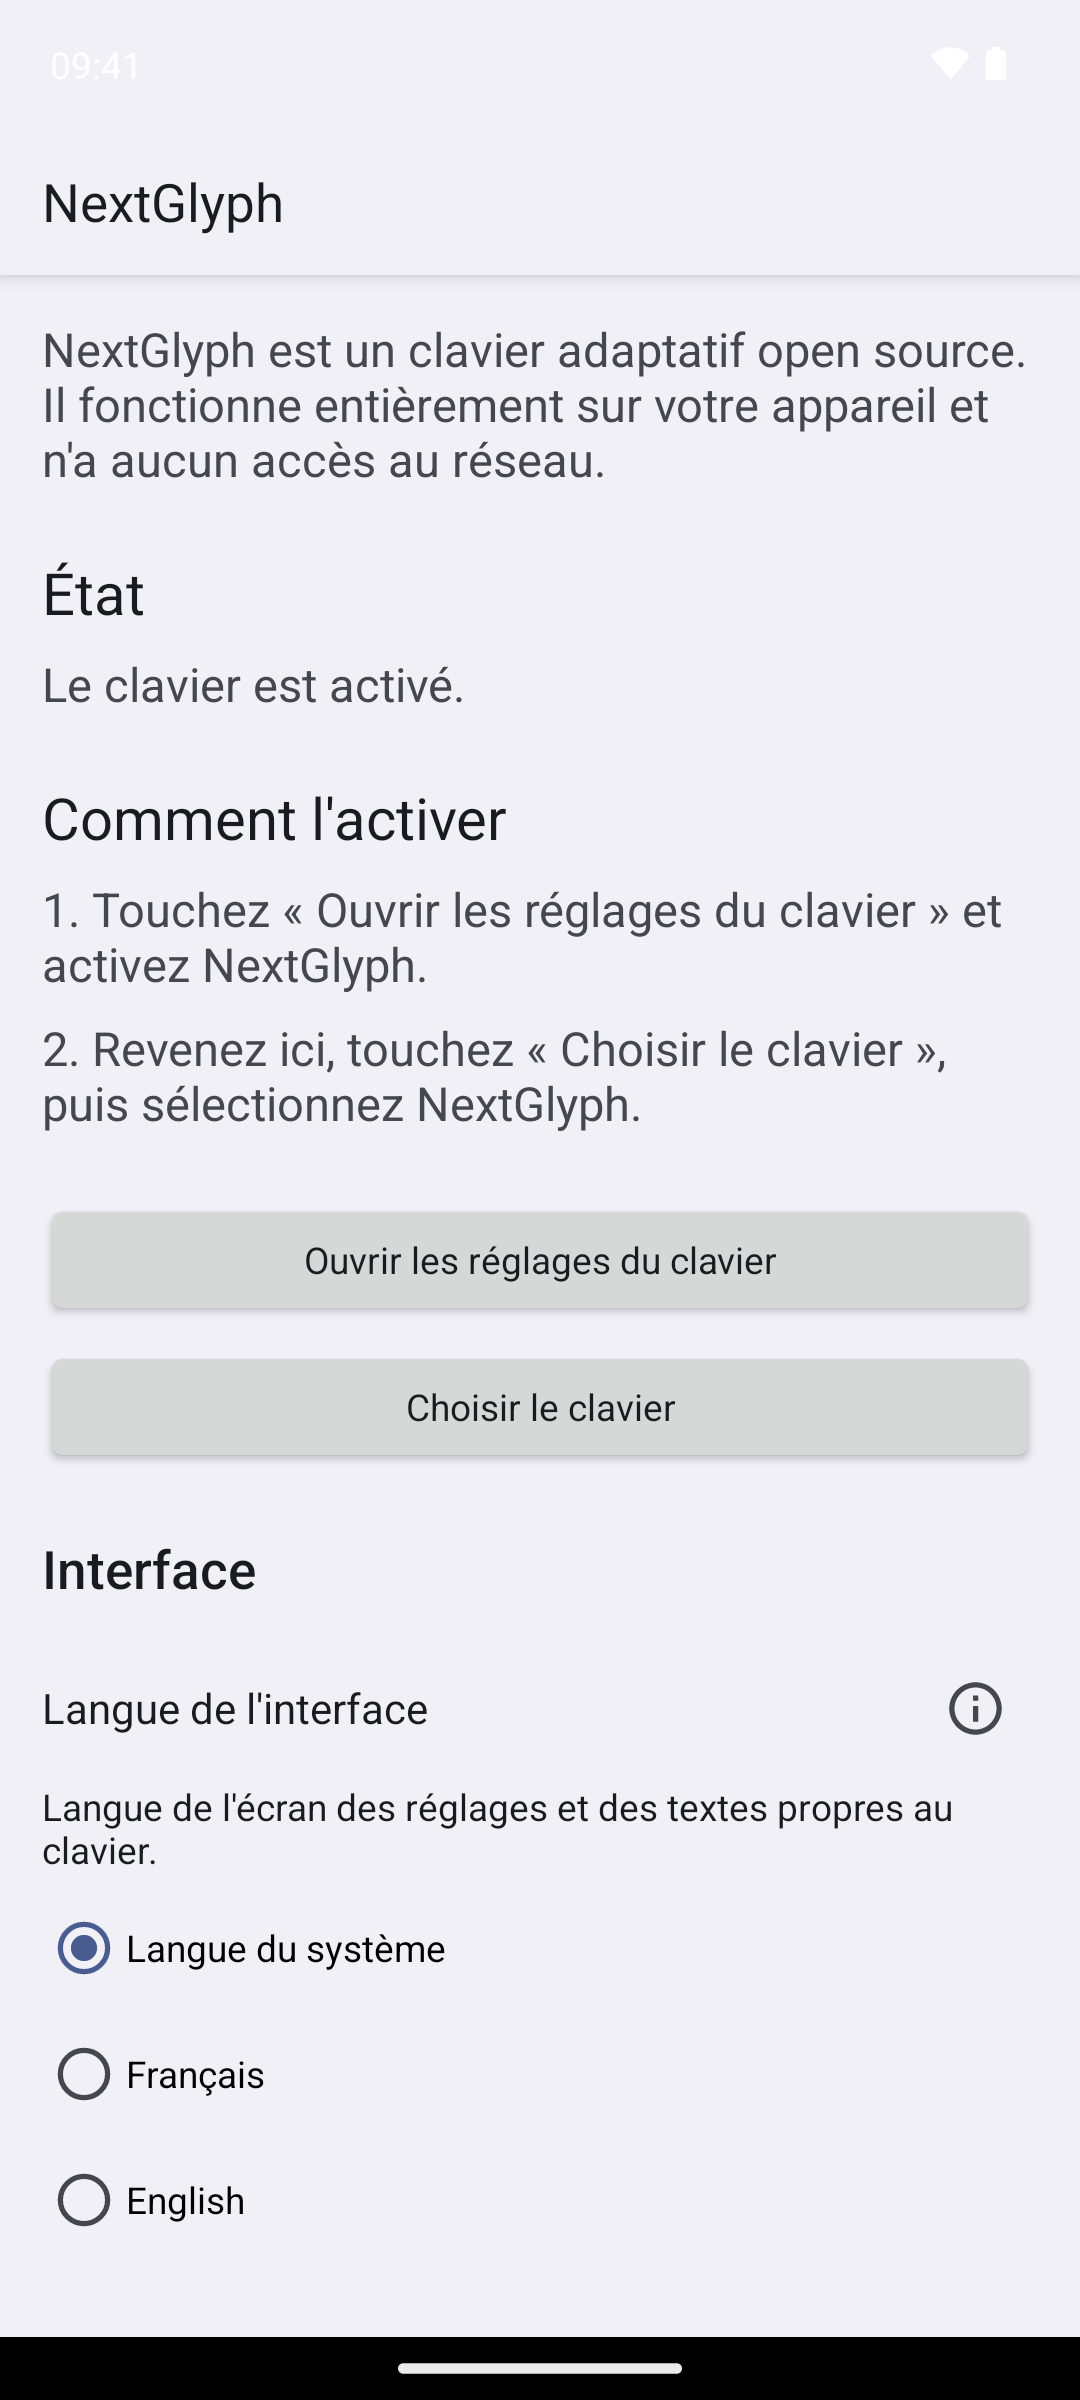 09:41
NextGlyph
NextGlyph est un clavier adaptatif open source.
Il fonctionne entièrement sur votre appareil et
n'a aucun accès au réseau.
État
Le clavier est activé.
Comment l'activer
1. Touchez « Ouvrir les réglages du clavier » et
activez NextGlyph.
2. Revenez ici, touchez « Choisir le clavier »,
puis sélectionnez NextGlyph.
Ouvrir les réglages du clavier
Choisir le clavier
Interface
Langue de l'interface
Langue de l'écran des réglages et des textes propres au
clavier.
Langue du système
Français
English